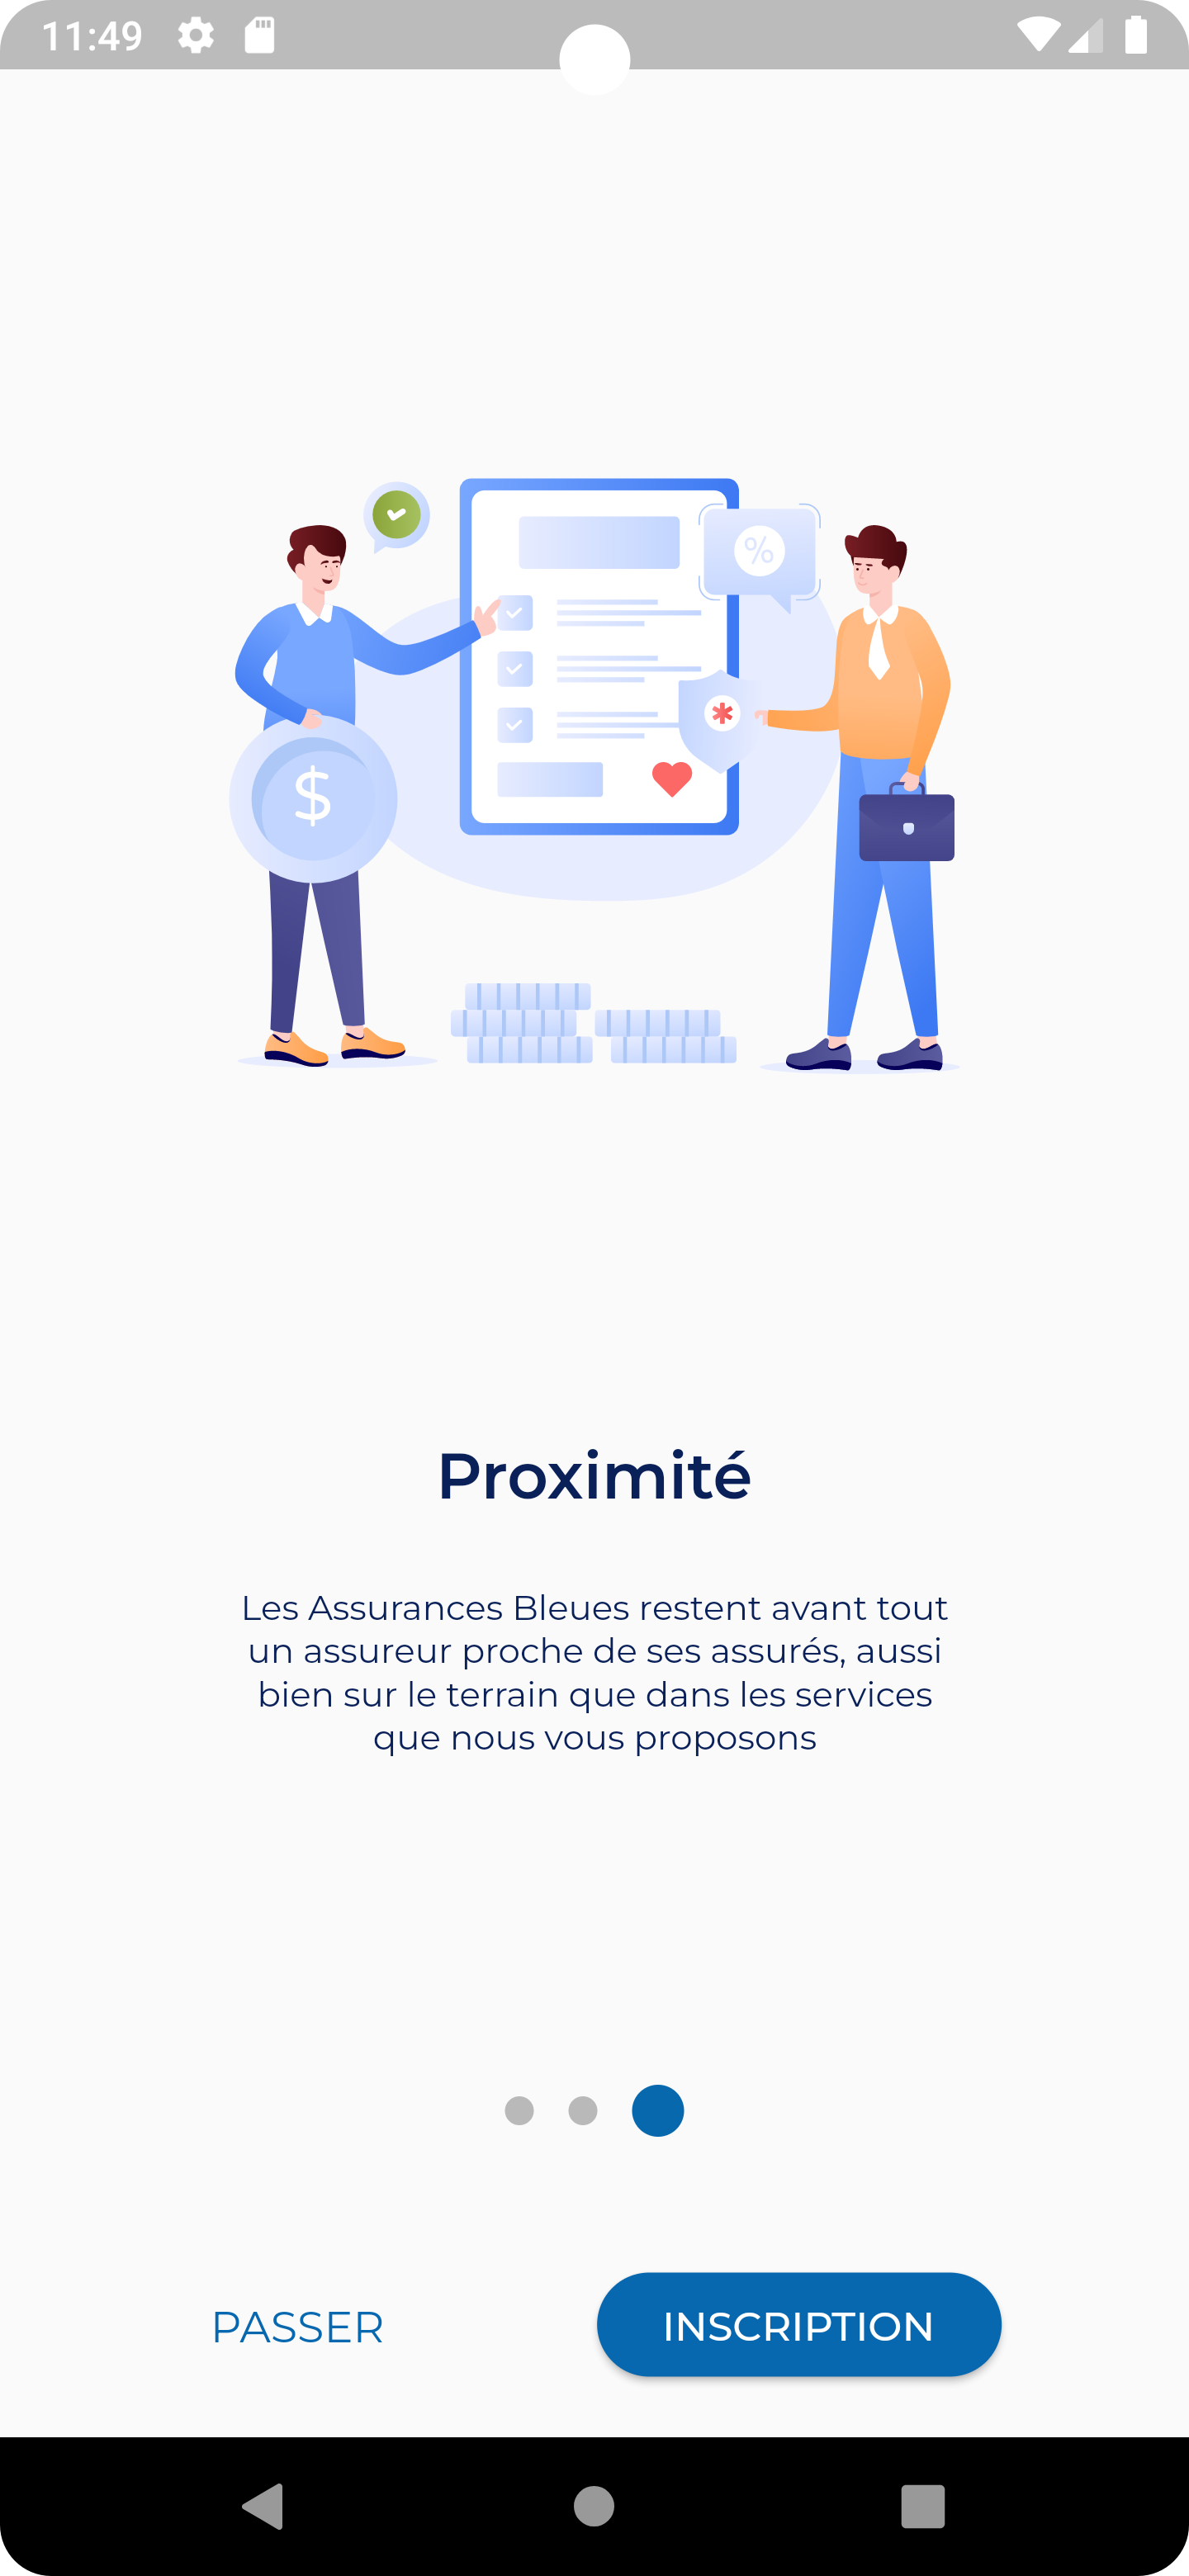 11:49
%
$
Proximité
Les Assurances Bleues restent avant tout
un assureur proche de ses assurés, aussi
bien sur le terrain que dans les services
que nous vous proposons
PASSER
INSCRIPTION